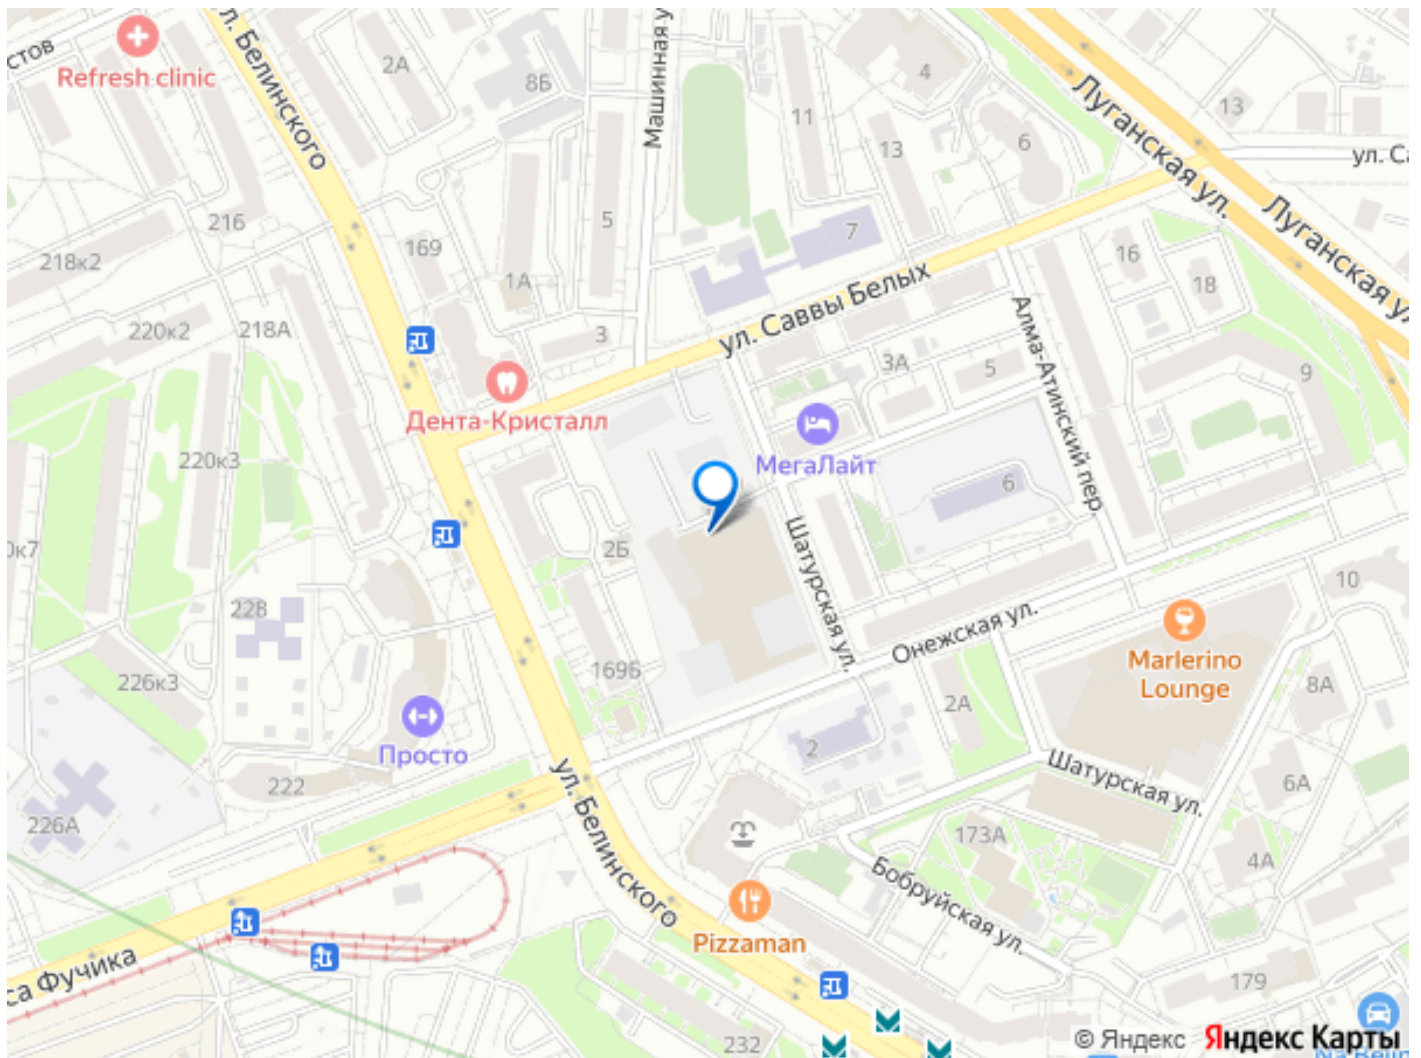 ул. Белинского
стов
Refresh clinic
2А
8Б
Машинная у
4
11
13
6
Луганская ул.
13
ул. Са
Луганская ул
216
218к2
169
1А
5
7
ул. Саввы Белых
16
18
Алма-Атинский пер.
220к2
218А
3
3А
5
9
Дента-Кристалл
МегаЛайт
220к3
6
к7
2Б
Шатурская ул.
228
10
Онежская ул.
Marlerino
Lounge
226к3
169Б
8А
2А
Просто
2
222
ул. Белинского
Шатурская ул.
6А
226А
173А
4А
Бобруйская ул.
Pizzaman
са Фучика
179
232
© Яндекс Яндекс Карты